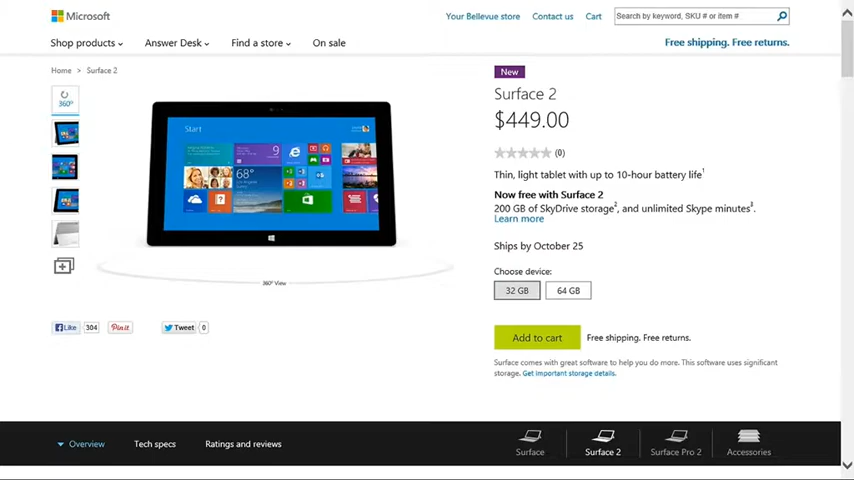 Microsoft
Your Bellevue store
Contact us
Cart
Search by keyword, SKU # or item #
Shop products
Answer Desk
Find a store
On sale
Free shipping. Free returns.
Home > Surface 2
360°
New
Surface 2
$449.00
(0)
Thin, light tablet with up to 10-hour battery life1
Now free with Surface 2
200 GB of SkyDrive storage2, and unlimited Skype minutes3.
Learn more
Ships by October 25
Choose device:
32 GB
64 GB
Start
9
68°
360° View
Like
304
Pin it
Tweet
0
Add to cart
Free shipping. Free returns.
Surface comes with great software to help you do more. This software uses significant
storage. Get important storage details.
Overview
Tech specs
Ratings and reviews
Surface
Surface 2
Surface Pro 2
Accessories